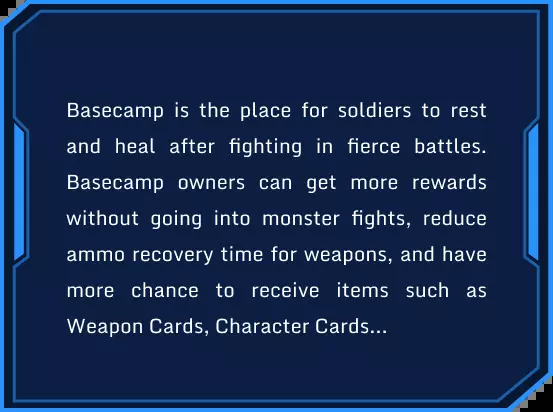 Basecamp is the place for soldiers to rest
and heal after fighting in fierce battles.
Basecamp owners can get more rewards
without going into monster fights, reduce
ammo recovery time for weapons, and have
more chance to receive items such as
Weapon Cards, Character Cards...